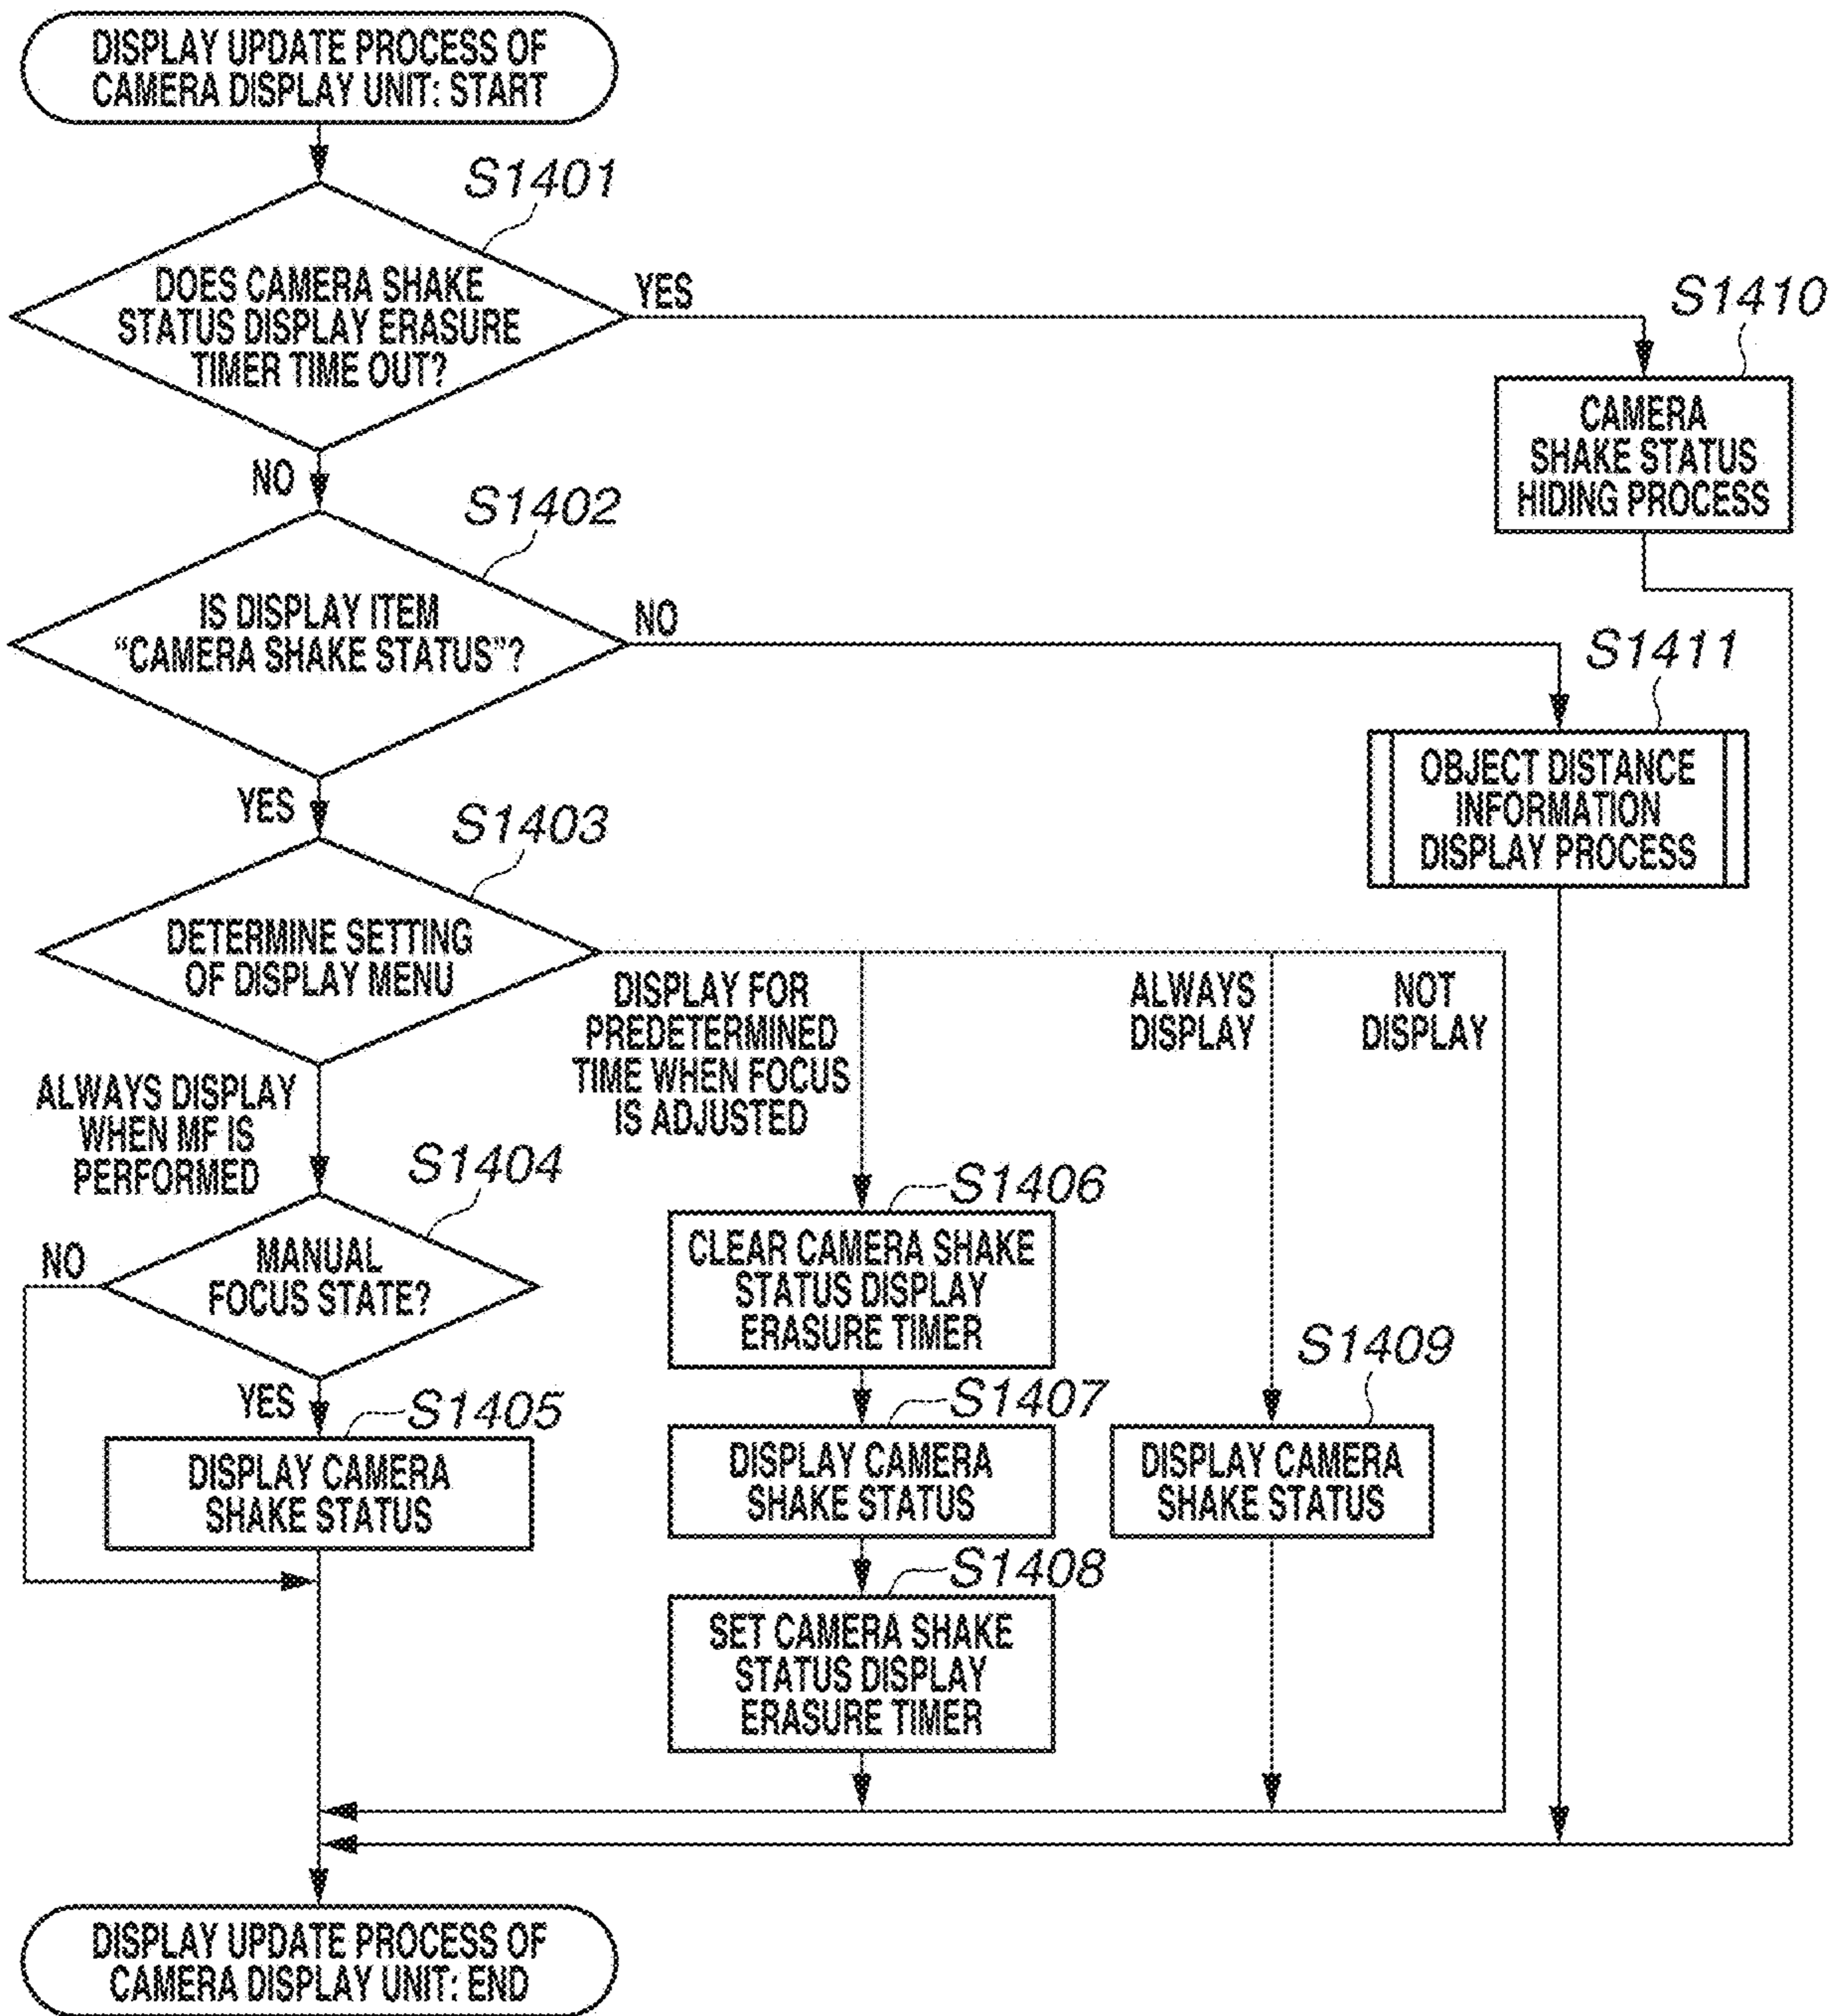 DISPLAY UPDATE PROCESS OF
CAMERA DISPLAY UNIT: START
S1401
DOES CAMERA SHAKE
STATUS DISPLAY ERASURE
TIMER TIME OUT?
YES
S1410
CAMERA
SHAKE STATUS
HIDING PROCESS
NO
S1402
IS DISPLAY ITEM
“CAMERA SHAKE STATUS”?
NO
S1411
OBJECT DISTANCE
INFORMATION
DISPLAY PROCESS
YES
S1403
DETERMINE SETTING
OF DISPLAY MENU
DISPLAY FOR
PREDETERMINED
TIME WHEN FOCUS
IS ADJUSTED
ALWAYS
DISPLAY
NOT
DISPLAY
ALWAYS DISPLAY
WHEN MF IS
PERFORMED
S1404
MANUAL
FOCUS STATE?
NO
YES
S1405
DISPLAY CAMERA
SHAKE STATUS
S1406
CLEAR CAMERA SHAKE
STATUS DISPLAY
ERASURE TIMER
S1407
DISPLAY CAMERA
SHAKE STATUS
S1408
SET CAMERA SHAKE
STATUS DISPLAY
ERASURE TIMER
S1409
DISPLAY CAMERA
SHAKE STATUS
DISPLAY UPDATE PROCESS OF
CAMERA DISPLAY UNIT: END